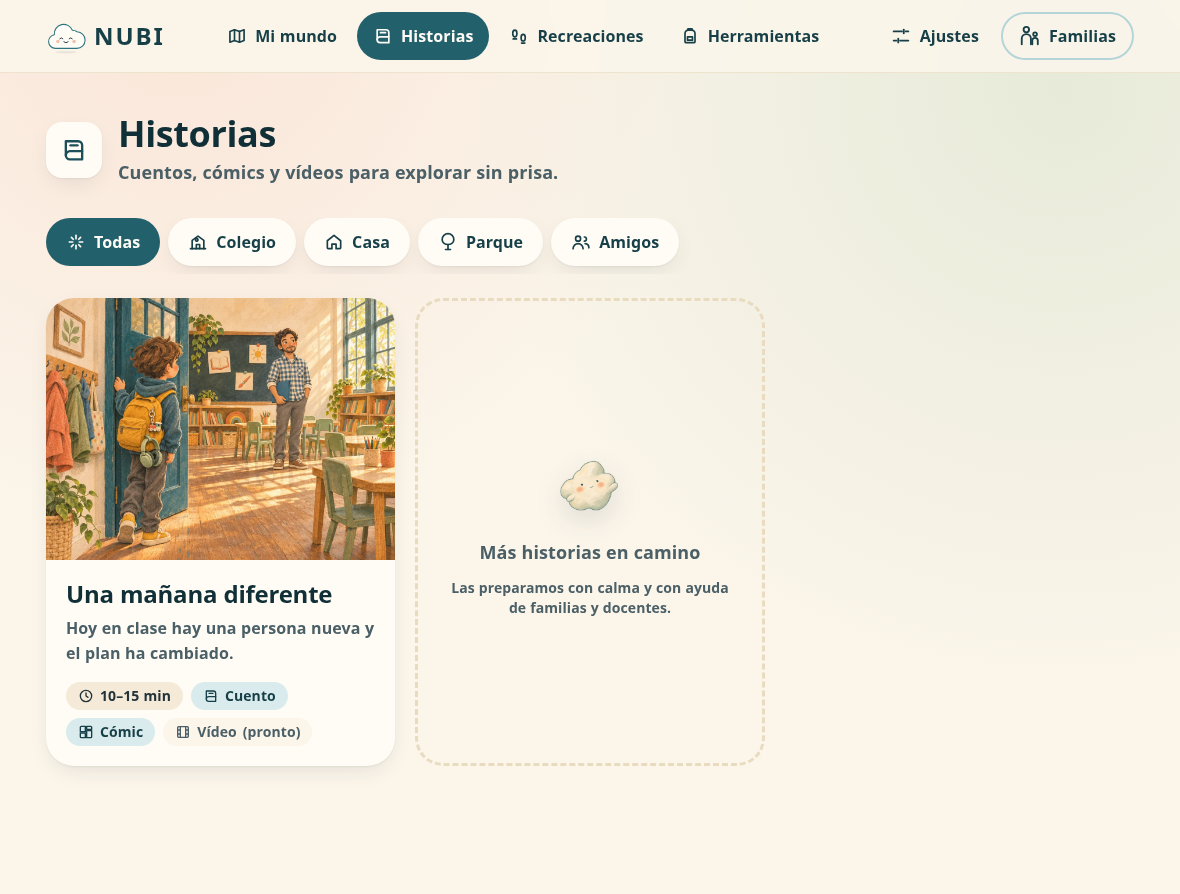 NUBI
Mi mundo
Historias
Recreaciones
Herramientas
Ajustes
Familias
Historias
Cuentos, cómics y vídeos para explorar sin prisa.
Todas
Colegio
Casa
Parque
Amigos
Una mañana diferente
Hoy en clase hay una persona nueva y
el plan ha cambiado.
10–15 min
Cuento
Cómic
Vídeo (pronto)
Más historias en camino
Las preparamos con calma y con ayuda
de familias y docentes.